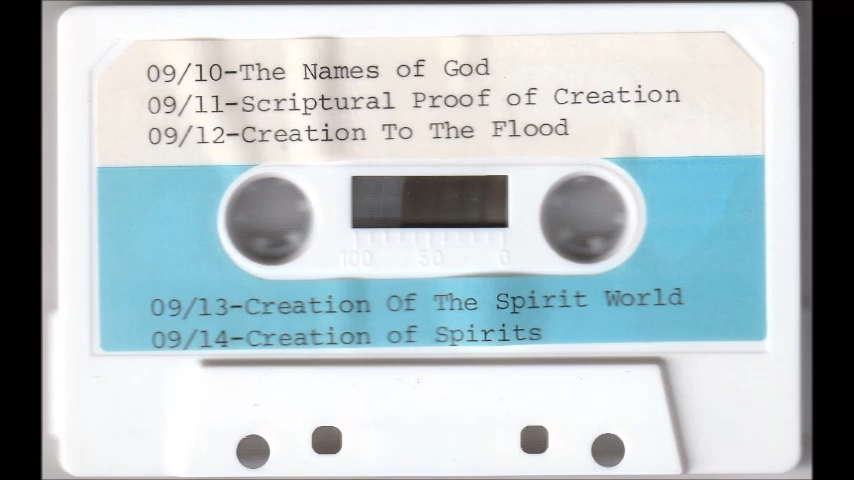 09/10-The Names of God
09/11-Scriptural Proof of Creation
09/12-Creation To The Flood
100 50 0
09/13-Creation Of The Spirit World
09/14-Creation of Spirits